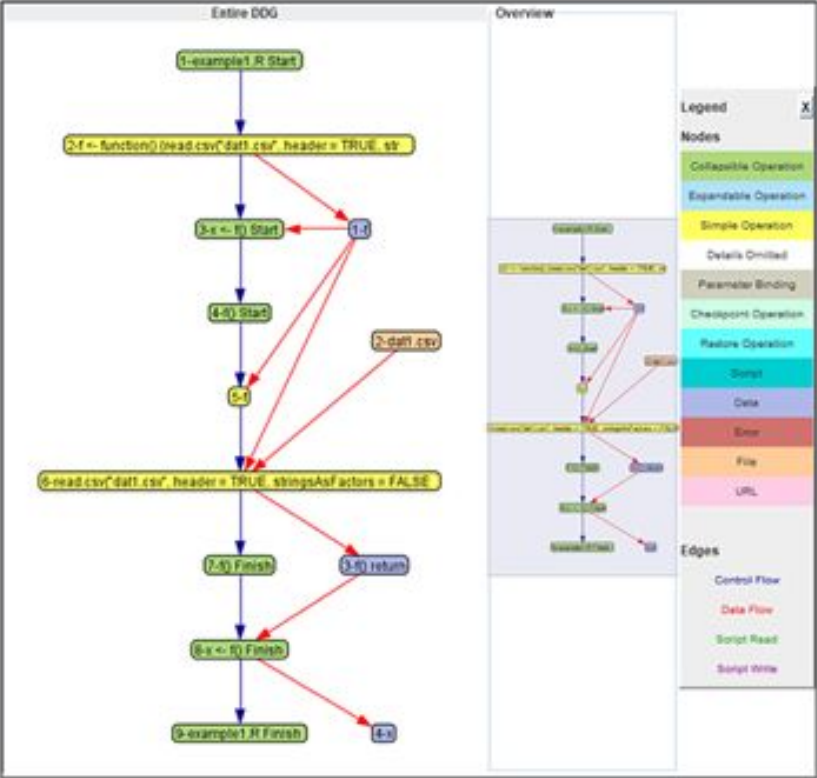 Entire DDG
Overview
1-example1.R Start
2-f <- function() {read.csv("dat1.csv", header = TRUE, str
3-x <- f() Start
1-f
4-f() Start
2-dat1.csv
5-f
6-read.csv("dat1.csv", header = TRUE, stringsAsFactors = FALSE
7-f() Finish
3-f() return
8-x <- f() Finish
9-example1.R Finish
4-x
Legend
X
Nodes
Collapsible Operation
Expandable Operation
Simple Operation
Details Omitted
Parameter Binding
Checkpoint Operation
Restore Operation
Script
Data
Error
File
URL
Edges
Control Flow
Data Flow
Script Read
Script Write